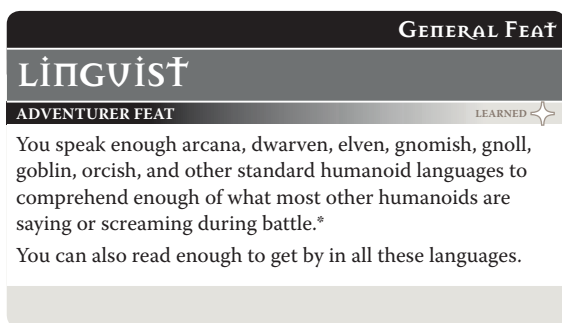 General Feat
Linguist
ADVENTURER FEAT
LEARNED
You speak enough arcana, dwarven, elven, gnomish, gnoll,
goblin, orcish, and other standard humanoid languages to
comprehend enough of what most other humanoids are
saying or screaming during battle.*
You can also read enough to get by in all these languages.